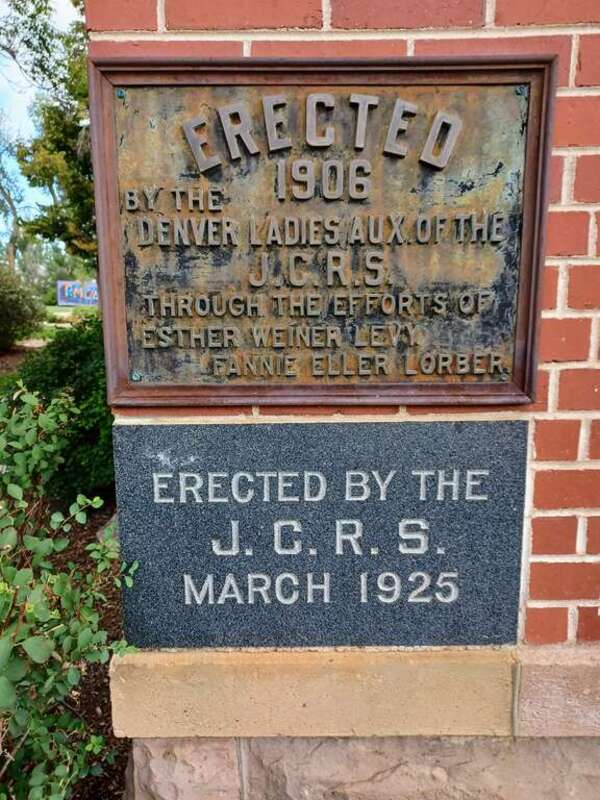 ERECTED
1906
BY THE
DENVER LADIES AUX. OF THE
J.C.R.S.
THROUGH THE EFFORTS OF
ESTHER WEINER LEVY
FANNIE ELLER LORBER
ERECTED BY THE
J.C.R.S.
MARCH 1925